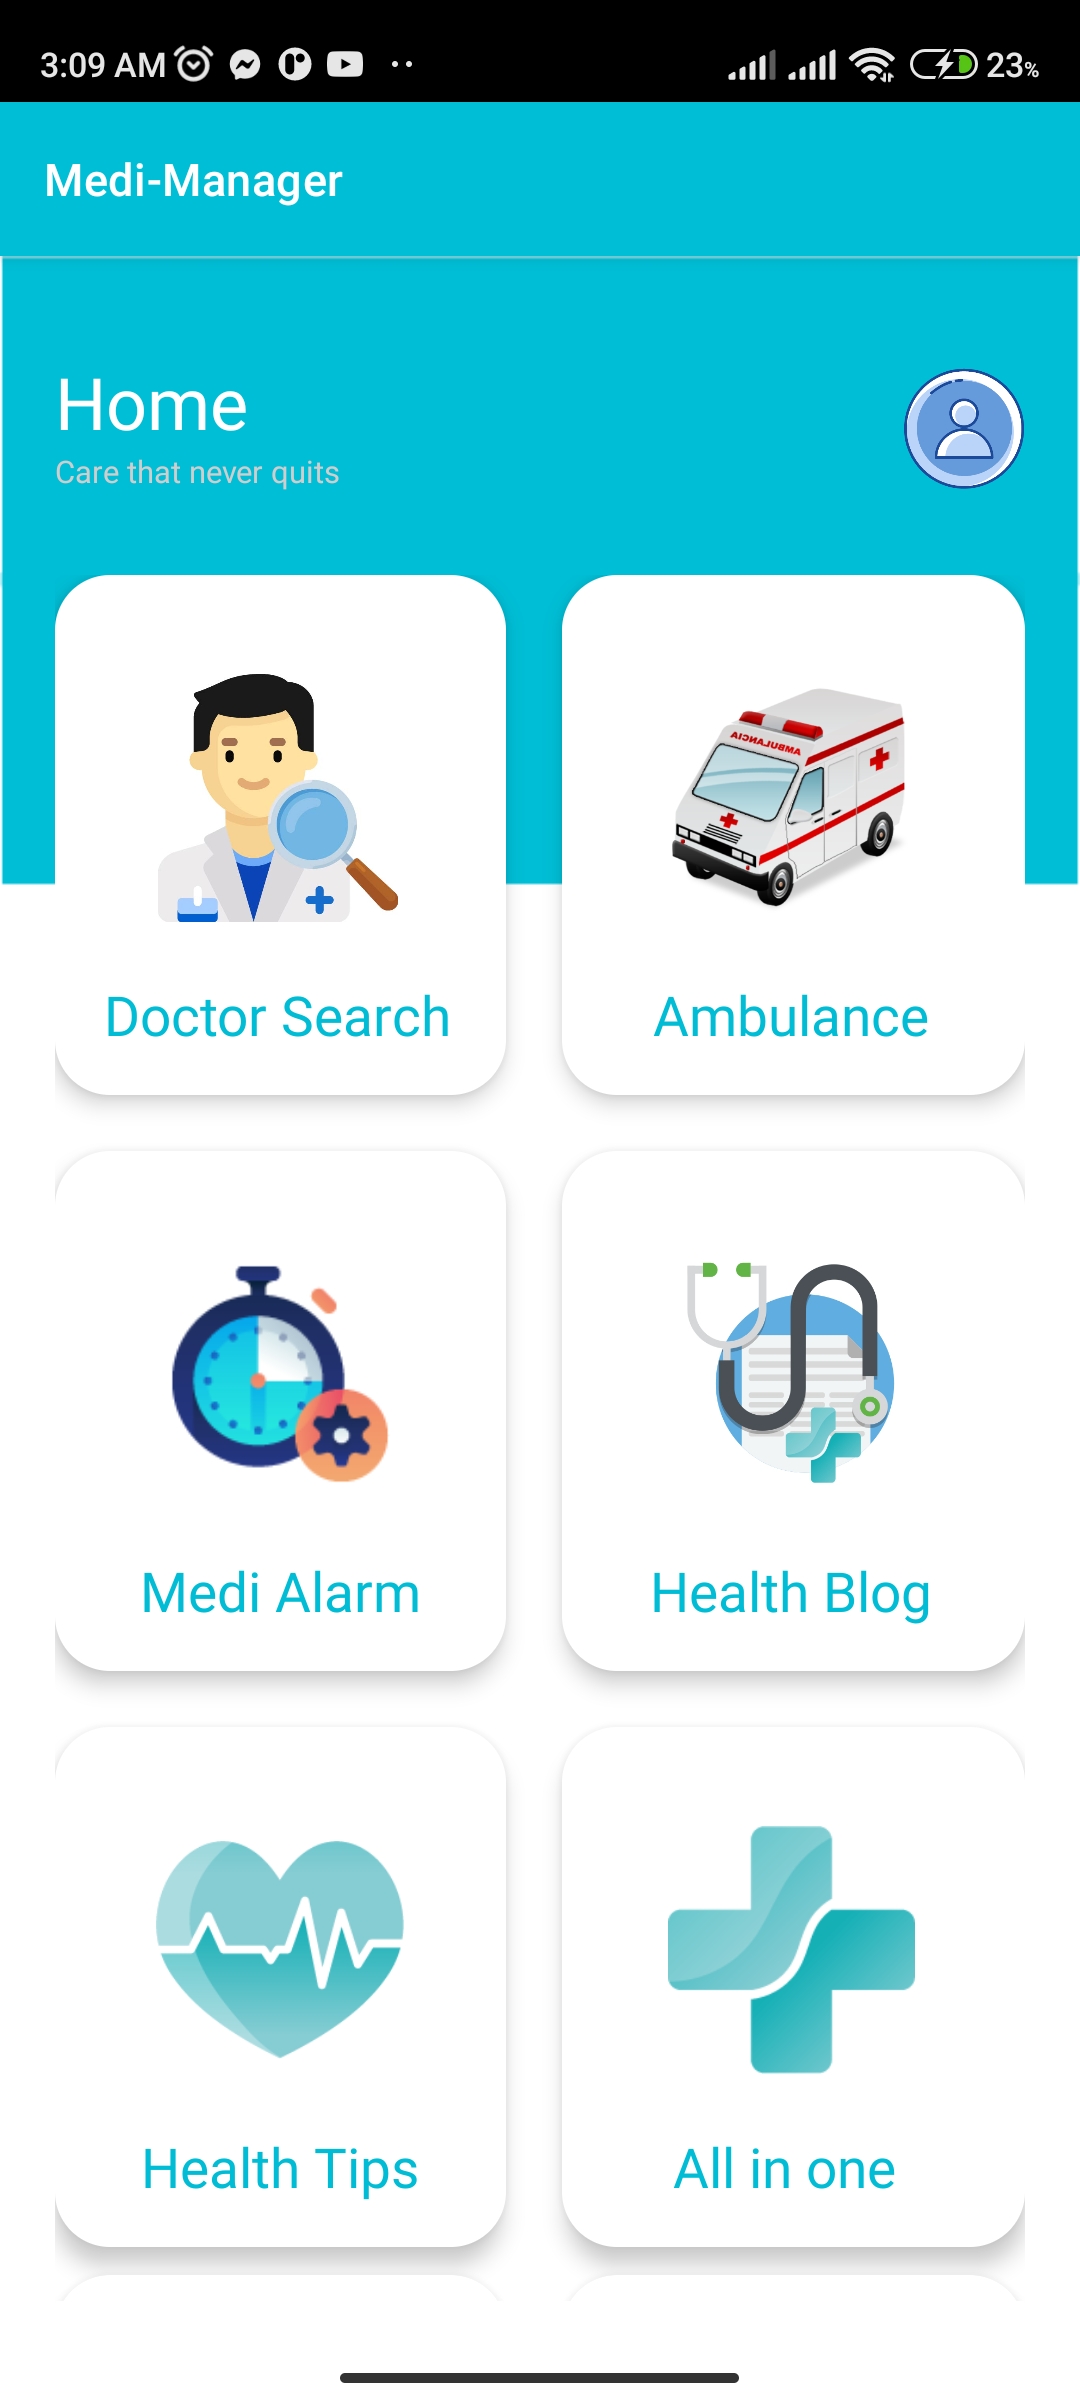 3:09 AM 23%
Medi-Manager
Home
Care that never quits
AMBULANCIA
Doctor Search Ambulance
Medi Alarm Health Blog
Health Tips All in one